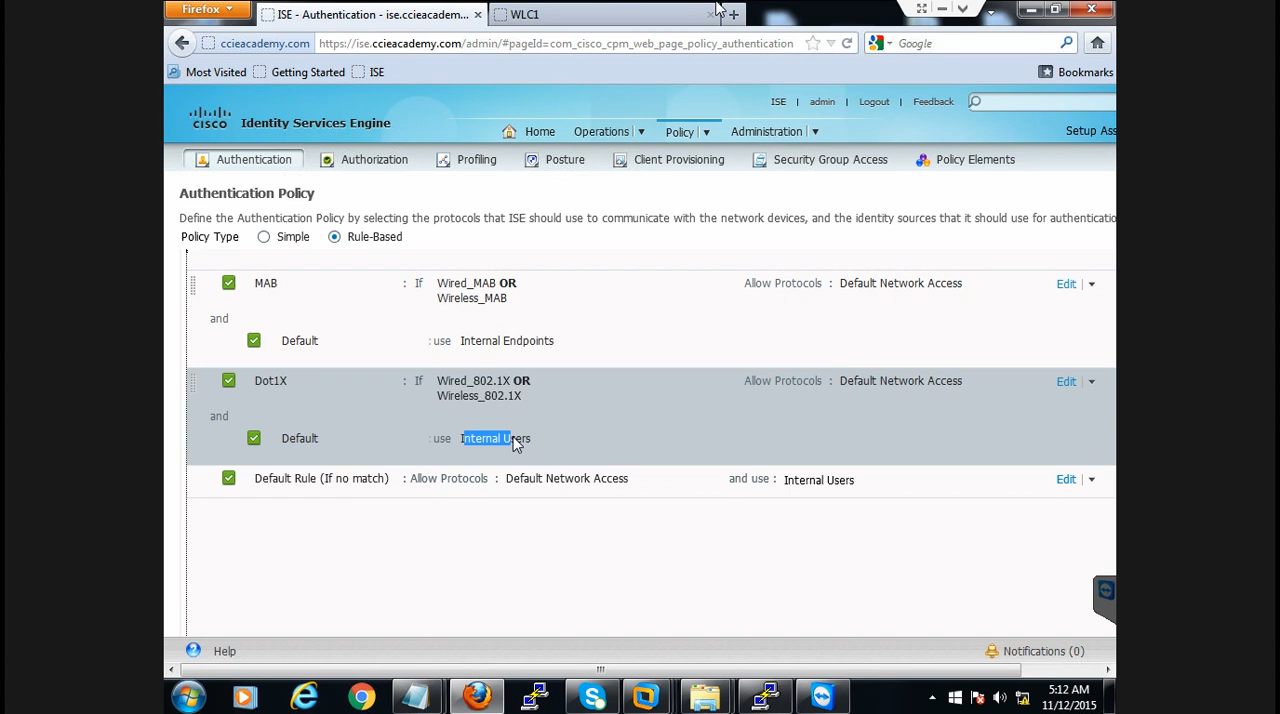 Firefox
ISE - Authentication - ise.ccieacadem...
WLC1
ccieacademy.com
https://ise.ccieacademy.com/admin/#pageId=com_cisco_cpm_web_page_policy_authentication
Google
Most Visited
Getting Started
ISE
Bookmarks
ISE | admin | Logout | Feedback
CISCO
Identity Services Engine
Home
Operations
Policy
Administration
Setup Ass
Authentication
Authorization
Profiling
Posture
Client Provisioning
Security Group Access
Policy Elements
Authentication Policy
Define the Authentication Policy by selecting the protocols that ISE should use to communicate with the network devices, and the identity sources that it should use for authenticatio
Policy Type Simple Rule-Based
MAB : If Wired_MAB OR Allow Protocols : Default Network Access Edit |
Wireless_MAB
and
Default : use Internal Endpoints
Dot1X : If Wired_802.1X OR Allow Protocols : Default Network Access Edit |
Wireless_802.1X
and
Default : use Internal Users
Default Rule (If no match) : Allow Protocols : Default Network Access and use : Internal Users Edit |
Help
Notifications (0)
5:12 AM
11/12/2015